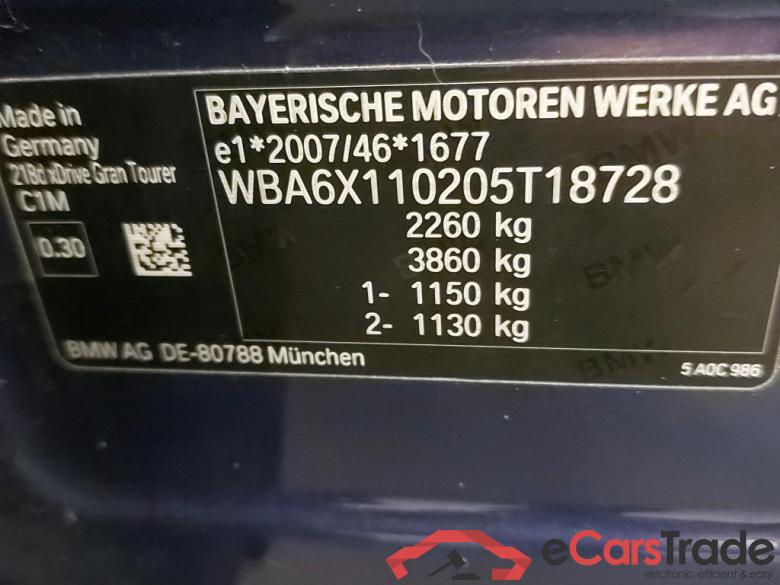 Made in
Germany
218d xDrive Gran Tourer
C1M
0.30
BAYERISCHE MOTOREN WERKE AG
e1*2007/46*1677
WBA6X110205T18728
2260 kg
3860 kg
1- 1150 kg
2- 1130 kg
BMW AG DE-80788 München
5 A0C 986
eCarsTrade
electronic, efficient & easy